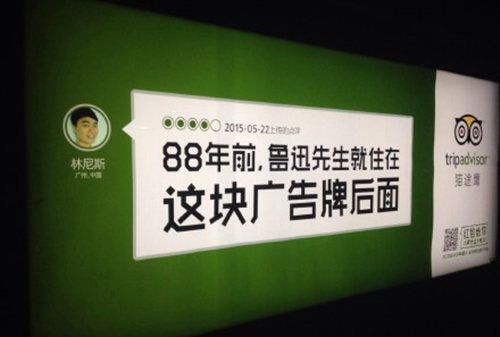 林尼斯
广州,中国
2015-05-22上传的点评
88年前,鲁迅先生就住在
这块广告牌后面
tripadvisor
猫途鹰